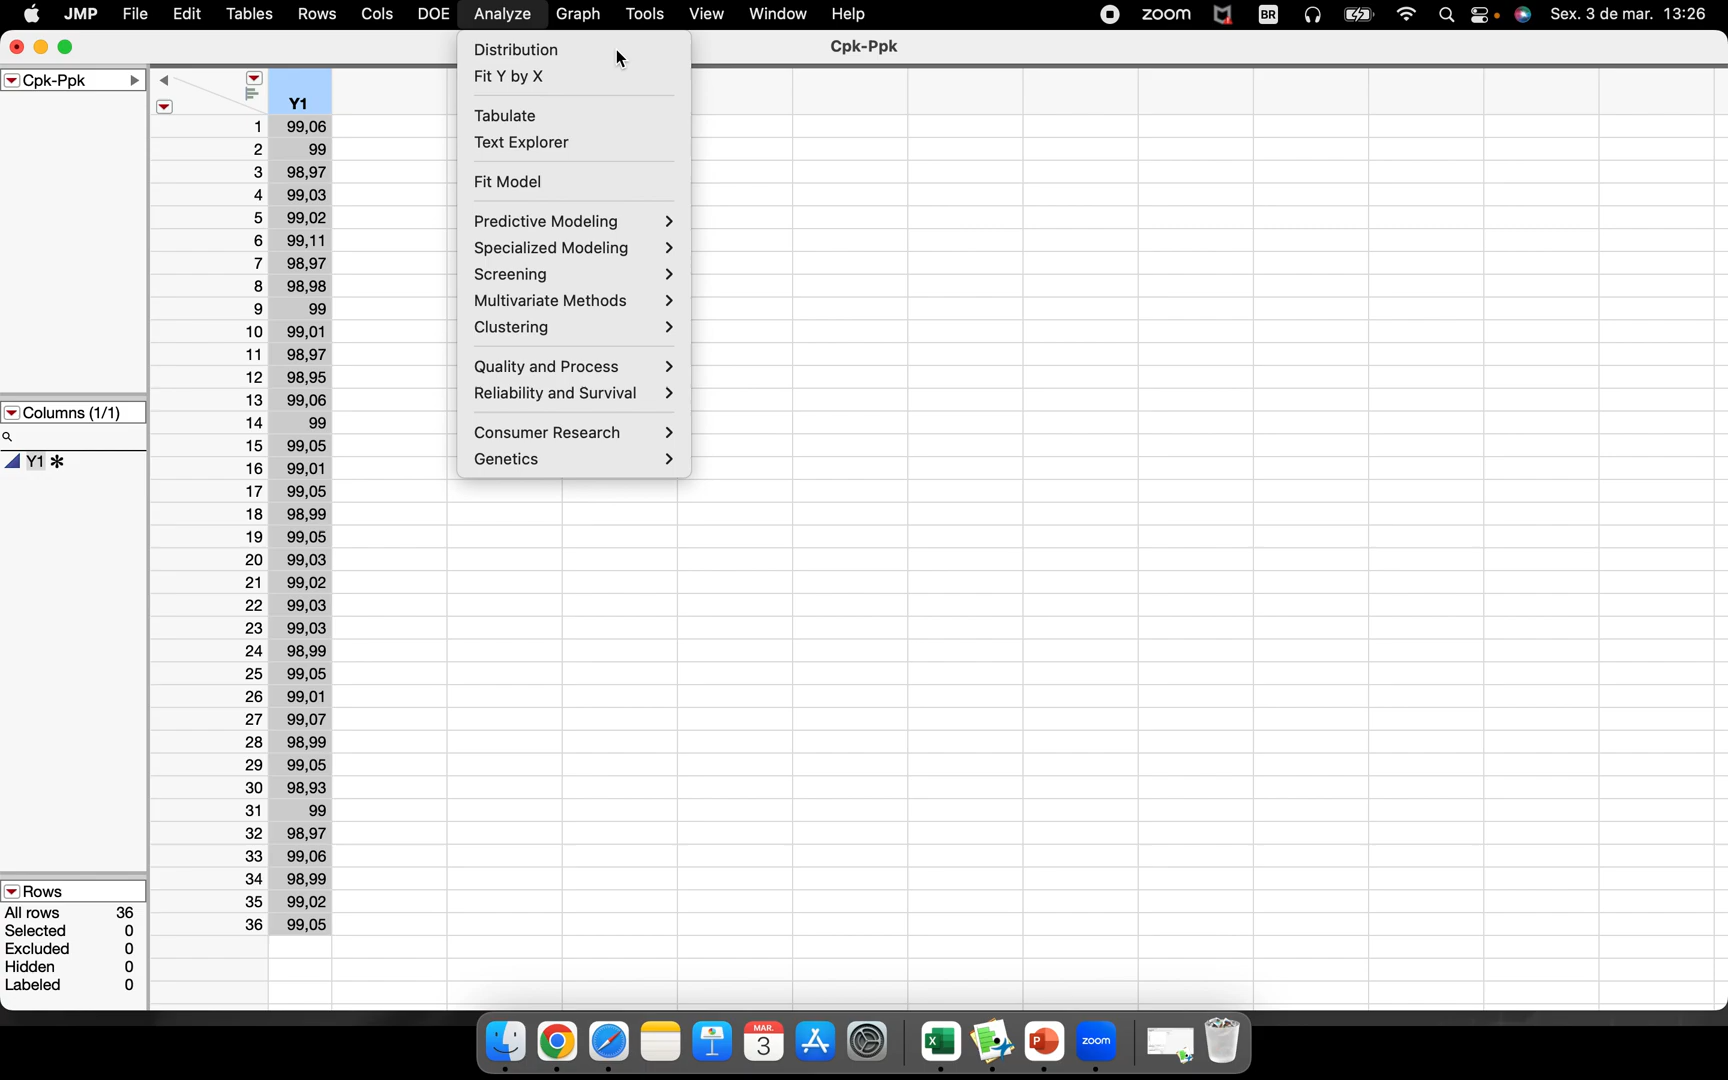 JMP File Edit Tables Rows Cols DOE Analyze Graph Tools View Window Help zoom BR Sex. 3 de mar. 13:26
Cpk-Ppk
Cpk-Ppk
Y1
1 99,06
2 99
3 98,97
4 99,03
5 99,02
6 99,11
7 98,97
8 98,98
9 99
10 99,01
11 98,97
12 98,95
13 99,06
14 99
15 99,05
16 99,01
17 99,05
18 98,99
19 99,05
20 99,03
21 99,02
22 99,03
23 99,03
24 98,99
25 99,05
26 99,01
27 99,07
28 98,99
29 99,05
30 98,93
31 99
32 98,97
33 99,06
34 98,99
35 99,02
36 99,05
Distribution
Fit Y by X
Tabulate
Text Explorer
Fit Model
Predictive Modeling
Specialized Modeling
Screening
Multivariate Methods
Clustering
Quality and Process
Reliability and Survival
Consumer Research
Genetics
Columns (1/1)
Y1 ✻
Rows
All rows 36
Selected 0
Excluded 0
Hidden 0
Labeled 0
MAR.
3
X
P
zoom